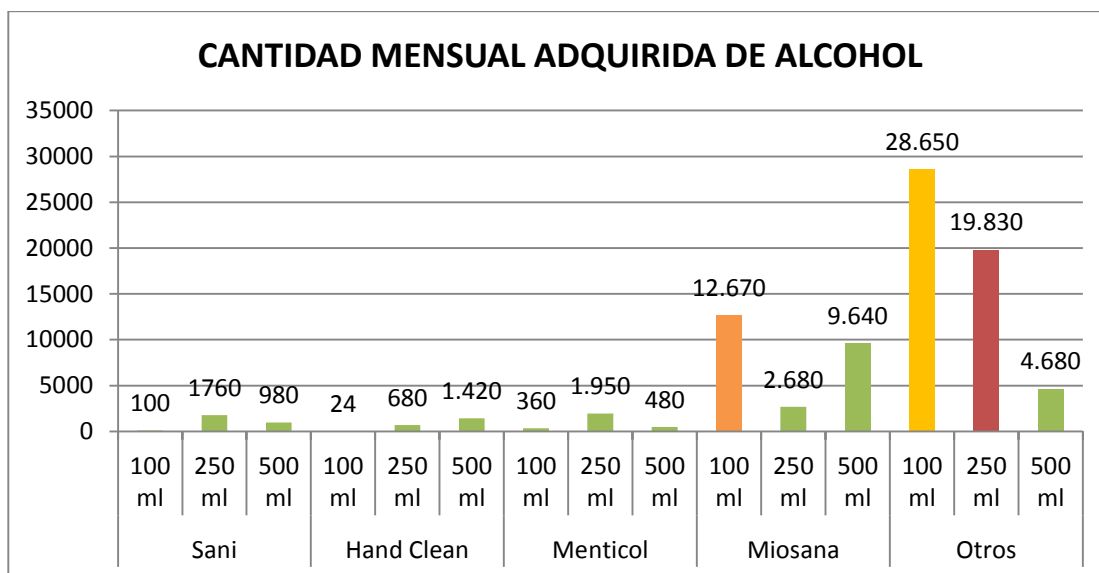 CANTIDAD MENSUAL ADQUIRIDA DE ALCOHOL
35000
30000
25000
20000
15000
10000
5000
0
100
1760
980
24
680
1.420
360
1.950
480
12.670
2.680
9.640
28.650
19.830
4.680
100 ml
250 ml
500 ml
100 ml
250 ml
500 ml
100 ml
250 ml
500 ml
100 ml
250 ml
500 ml
100 ml
250 ml
500 ml
Sani
Hand Clean
Menticol
Miosana
Otros